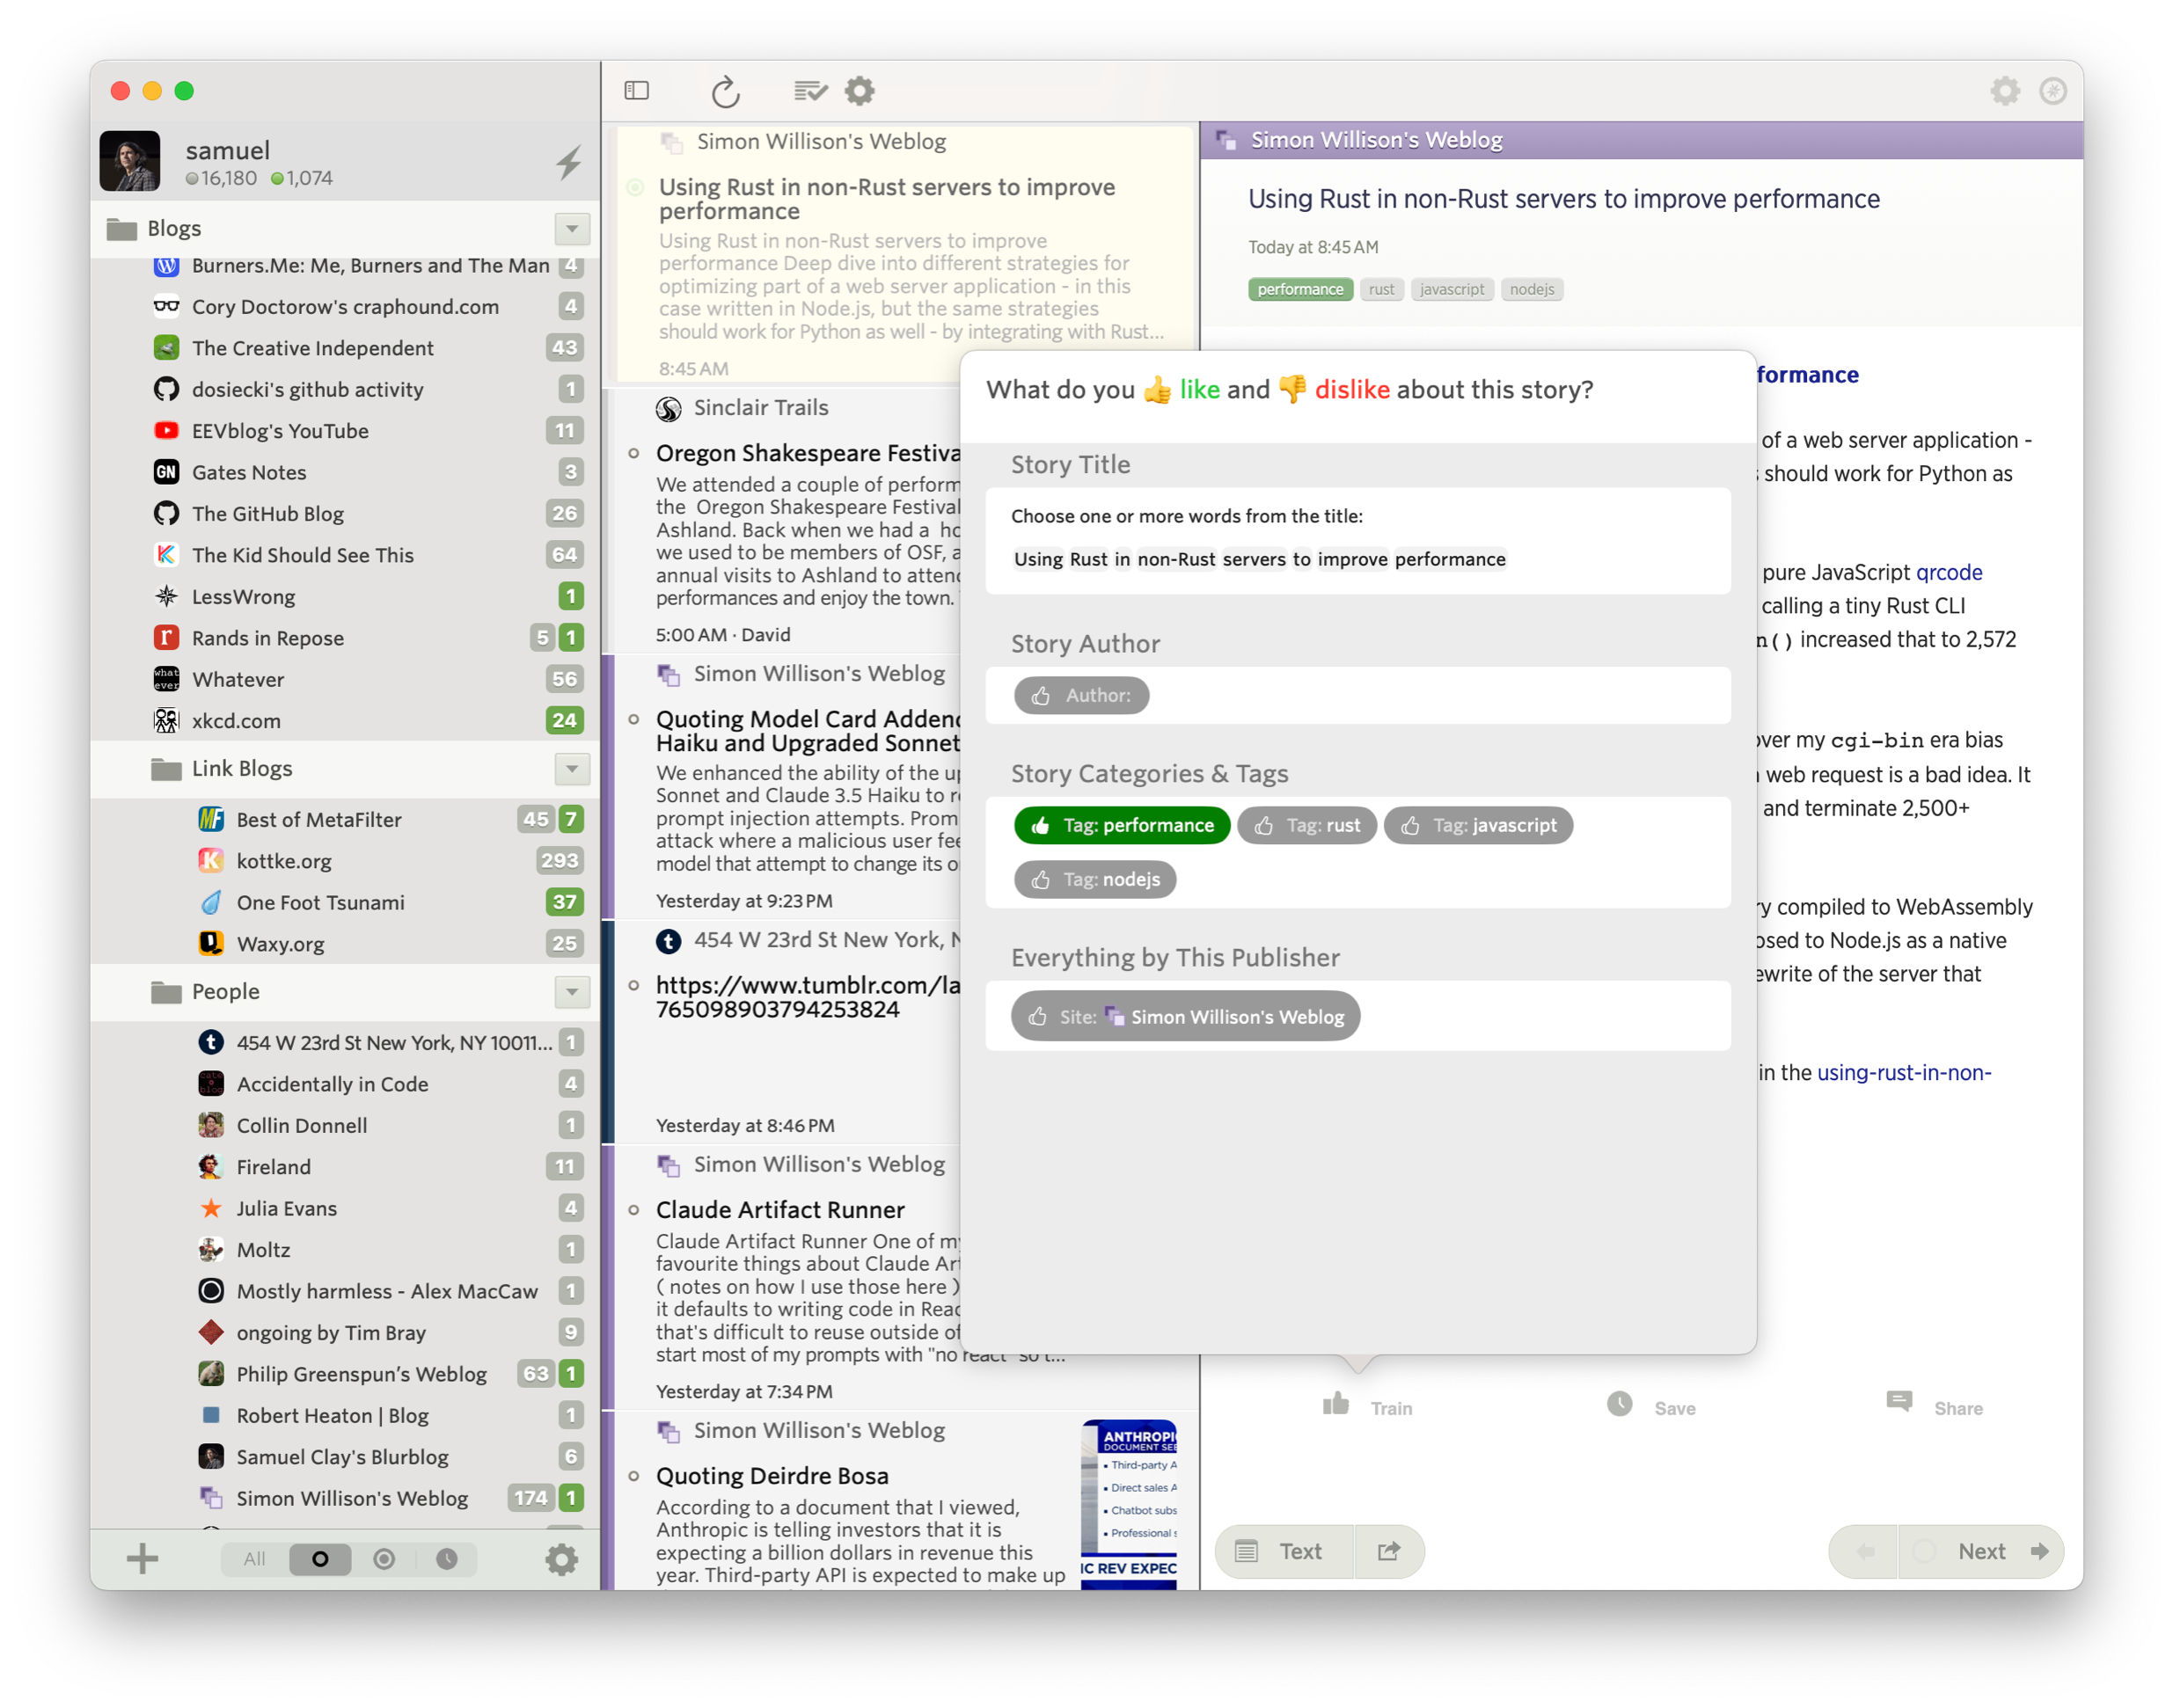 samuel
16,180 1,074
Blogs
Burners.Me: Me, Burners and The Man 4
Cory Doctorow's craphound.com 4
The Creative Independent 43
dosiecki's github activity 1
EEVblog's YouTube 11
GN Gates Notes 3
The GitHub Blog 26
The Kid Should See This 64
LessWrong 1
r Rands in Repose 5 1
what ever Whatever 56
xkcd.com 24
Link Blogs
MF Best of MetaFilter 45 7
K kottke.org 293
One Foot Tsunami 37
Waxy.org 25
People
t 454 W 23rd St New York, NY 10011... 1
Accidentally in Code 4
Collin Donnell 1
Fireland 11
Julia Evans 4
Moltz 1
Mostly harmless - Alex MacCaw 1
ongoing by Tim Bray 9
Philip Greenspun’s Weblog 63 1
Robert Heaton | Blog 1
Samuel Clay's Blurblog 6
Simon Willison's Weblog 174 1
All
Simon Willison's Weblog
Using Rust in non-Rust servers to improve
performance
Using Rust in non-Rust servers to improve
performance Deep dive into different strategies for
optimizing part of a web server application - in this
case written in Node.js, but the same strategies
should work for Python as well - by integrating with Rust...
8:45 AM
Sinclair Trails
Oregon Shakespeare Festiva
We attended a couple of perform
the Oregon Shakespeare Festival
Ashland. Back when we had a ho
we used to be members of OSF, a
annual visits to Ashland to attend
performances and enjoy the town.
5:00 AM · David
Simon Willison's Weblog
Quoting Model Card Addend
Haiku and Upgraded Sonnet
We enhanced the ability of the up
Sonnet and Claude 3.5 Haiku to re
prompt injection attempts. Prom
attack where a malicious user fee
model that attempt to change its o
Yesterday at 9:23 PM
t 454 W 23rd St New York, N
https://www.tumblr.com/la
765098903794253824
Yesterday at 8:46 PM
Simon Willison's Weblog
Claude Artifact Runner
Claude Artifact Runner One of my
favourite things about Claude Art
( notes on how I use those here )
it defaults to writing code in Reac
that's difficult to reuse outside of
start most of my prompts with "no react" so t...
Yesterday at 7:34 PM
Simon Willison's Weblog
Quoting Deirdre Bosa
According to a document that I viewed,
Anthropic is telling investors that it is
expecting a billion dollars in revenue this
year. Third-party API is expected to make up
ANTHROPI
DOCUMENT SEE
• Third-party A
• Direct sales A
• Chatbot subs
• Professional s
IC REV EXPEC
Simon Willison's Weblog
Using Rust in non-Rust servers to improve performance
Today at 8:45 AM
performance rust javascript nodejs
formance
of a web server application -
s should work for Python as
pure JavaScript qrcode
calling a tiny Rust CLI
n() increased that to 2,572
over my cgi-bin era bias
web request is a bad idea. It
and terminate 2,500+
ry compiled to WebAssembly
osed to Node.js as a native
ewrite of the server that
in the using-rust-in-non-
What do you 👍 like and 👎 dislike about this story?
Story Title
Choose one or more words from the title:
Using Rust in non-Rust servers to improve performance
Story Author
Author:
Story Categories & Tags
Tag: performance Tag: rust Tag: javascript
Tag: nodejs
Everything by This Publisher
Site: Simon Willison's Weblog
Train Save Share
Text Next